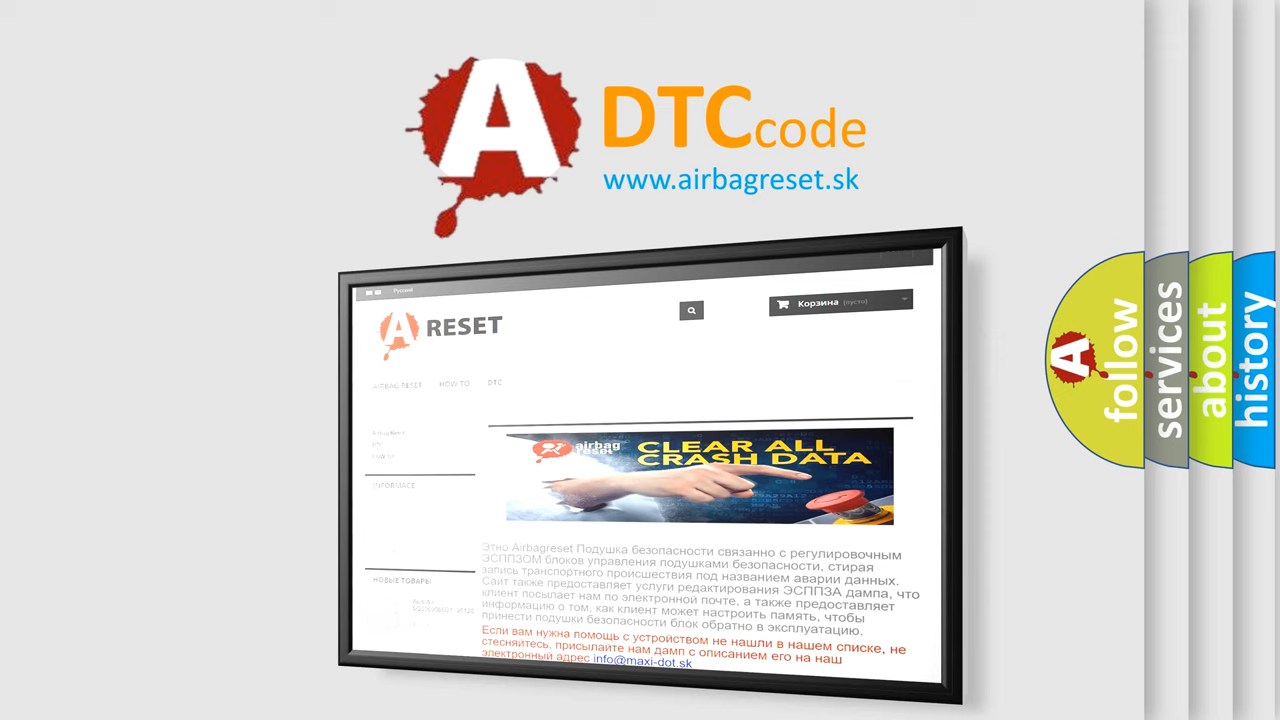 A
DTC code
www.airbagreset.sk
Русский
Корзина (пусто)
A RESET
AIRBAG RESET HOW TO DTC
INFORMACE
НОВЫЕ ТОВАРЫ
airbag
reset
CLEAR ALL
CRASH DATA
Этно Airbagreset Подушка безопасности связанно с регулировочным
ЭСППЗОМ блоков управления подушками безопасности, стирая
запись транспортного происшествия под названием аварии данных.
Сайт также предоставляет услуги редактирования ЭСППЗА дампа, что
клиент посылает нам по электронной почте, а также предоставляет
информацию о том, как клиент может настроить память, чтобы
принести подушки безопасности блок обратно в эксплуатацию.
Если вам нужна помощь с устройством не нашли в нашем списке, не
стесняйтесь, присылайте нам дамп с описанием его на наш
электронный адрес info@maxi-dot.sk
A
follow
services
about
history